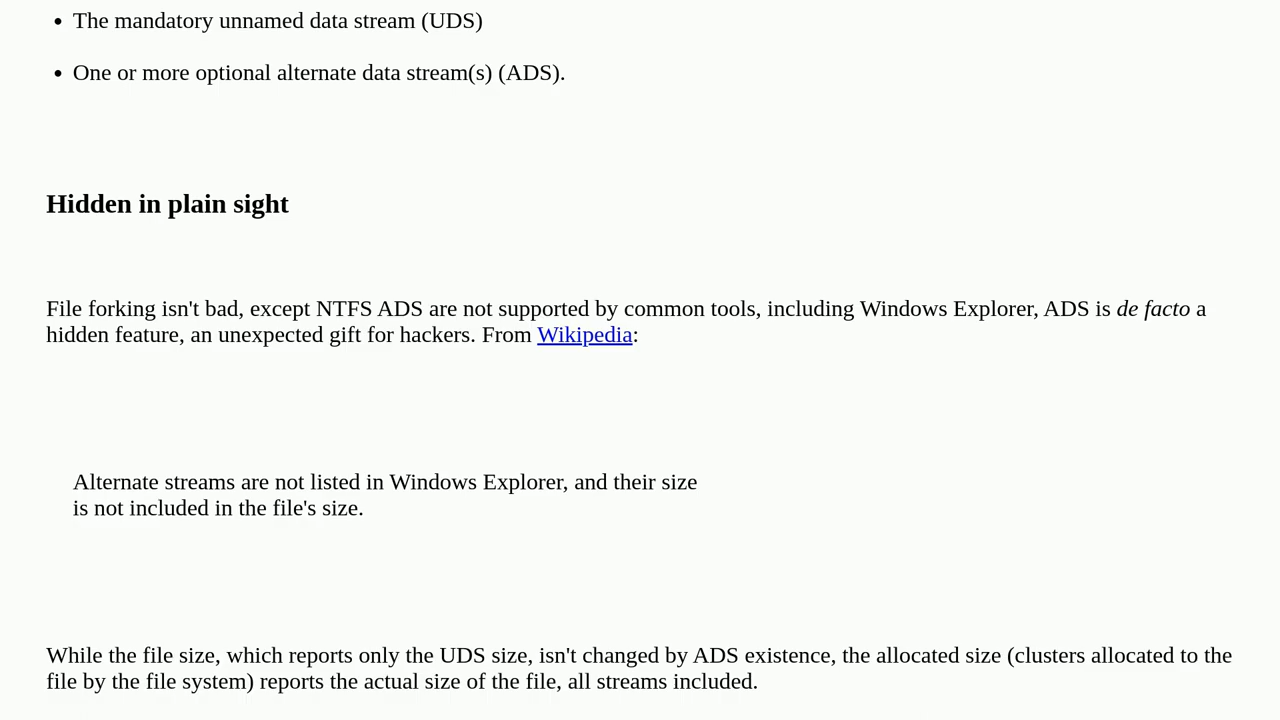 The mandatory unnamed data stream (UDS)
One or more optional alternate data stream(s) (ADS).
Hidden in plain sight
File forking isn't bad, except NTFS ADS are not supported by common tools, including Windows Explorer, ADS is de facto a
hidden feature, an unexpected gift for hackers. From Wikipedia:
Alternate streams are not listed in Windows Explorer, and their size
is not included in the file's size.
While the file size, which reports only the UDS size, isn't changed by ADS existence, the allocated size (clusters allocated to the
file by the file system) reports the actual size of the file, all streams included.